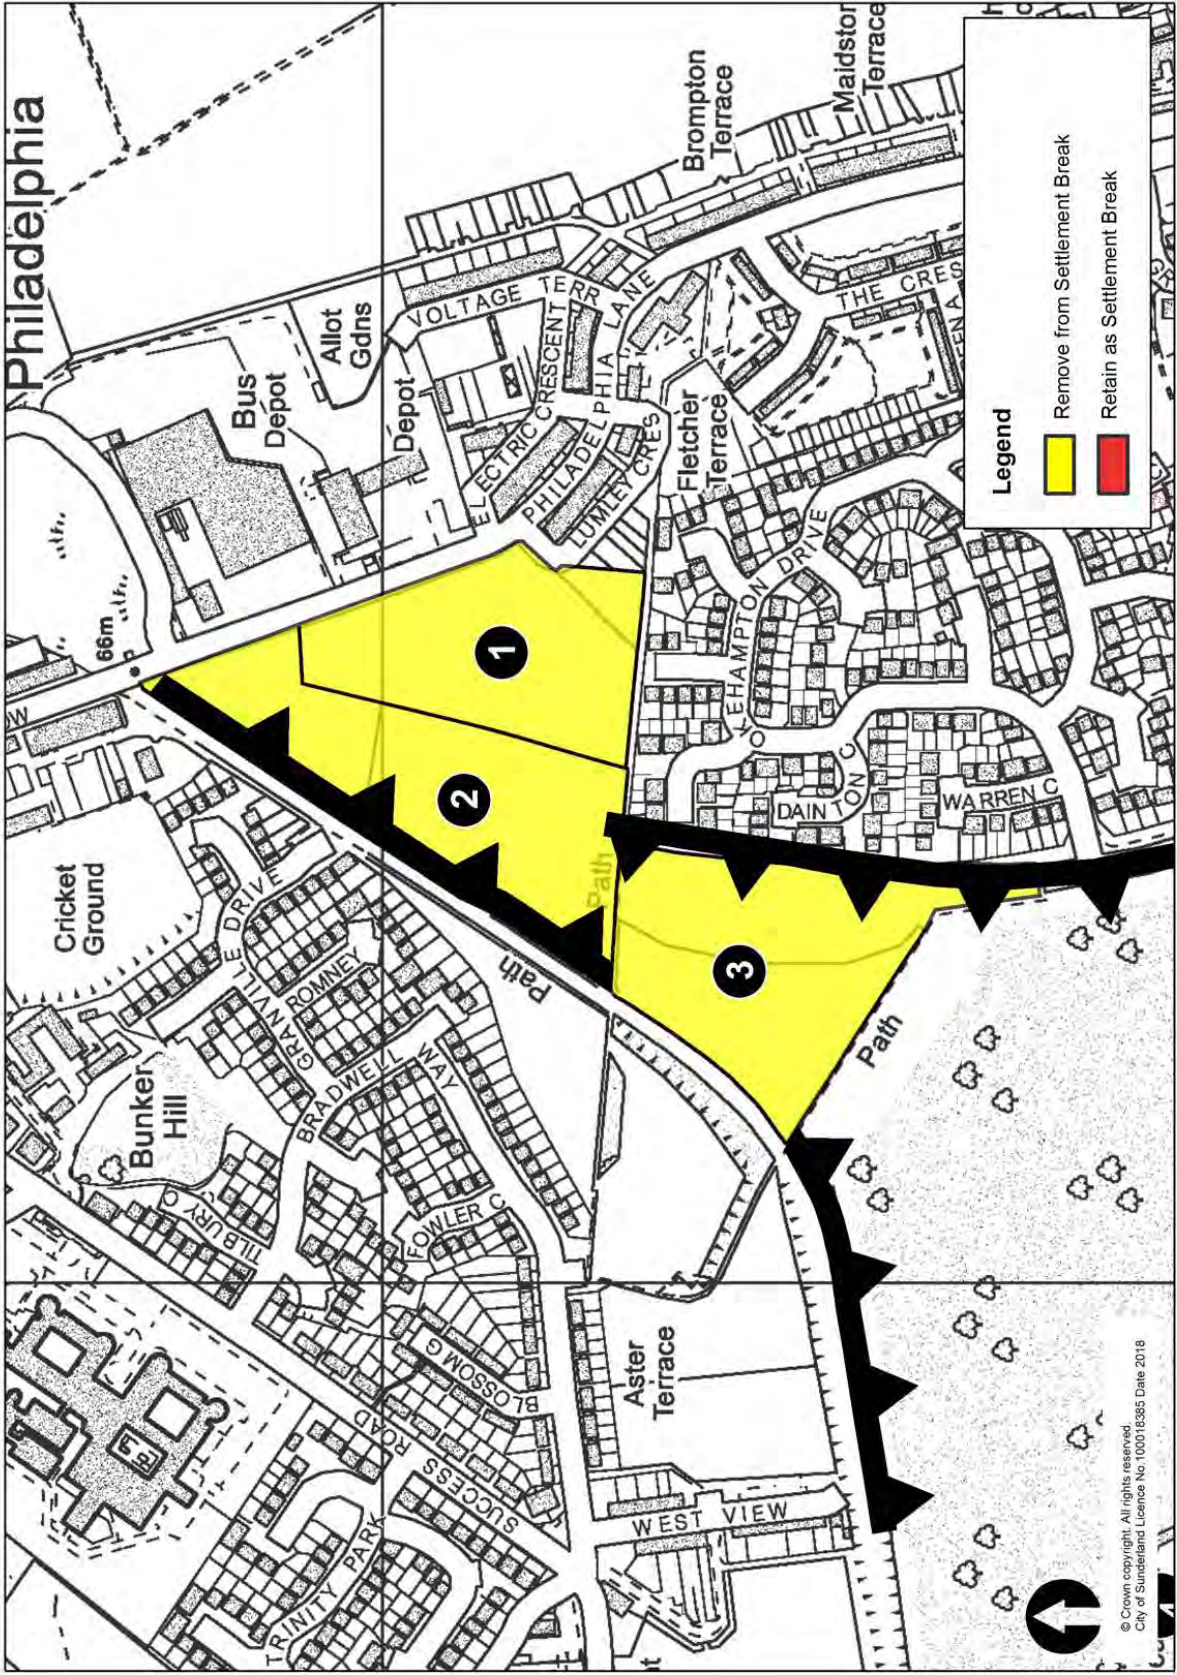 Philadelphia
Cricket
Ground
66m
Bus
Depot
Allot
Gdns
Depot
VOLTAGE TERR
ELECTRIC CRESCENT
PHILADELPHIA LANE
LUMLEY CRES
Brompton
Terrace
Maidston
Terrace
Fletcher
Terrace
THE CRES
OKEHAMPTON DRIVE
DAINTON C
WARREN C
Bunker
Hill
GRANVILLE DRIVE
ROMNEY
BRADWELL WAY
TILBURY C
FOWLER C
BLOSSOM G
SUCCESS ROAD
TRINITY PARK
Aster
Terrace
WEST VIEW
Path
Path
Path
1
2
3
Legend
Remove from Settlement Break
Retain as Settlement Break
© Crown copyright. All rights reserved.
City of Sunderland Licence No.100018385 Date 2018